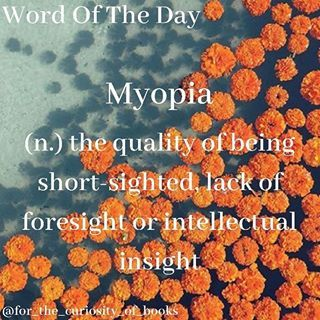 Word Of The Day
Myopia
(n.) the quality of being
short-sighted, lack of
foresight or intellectual
insight
@for_the_curiosity_of_books